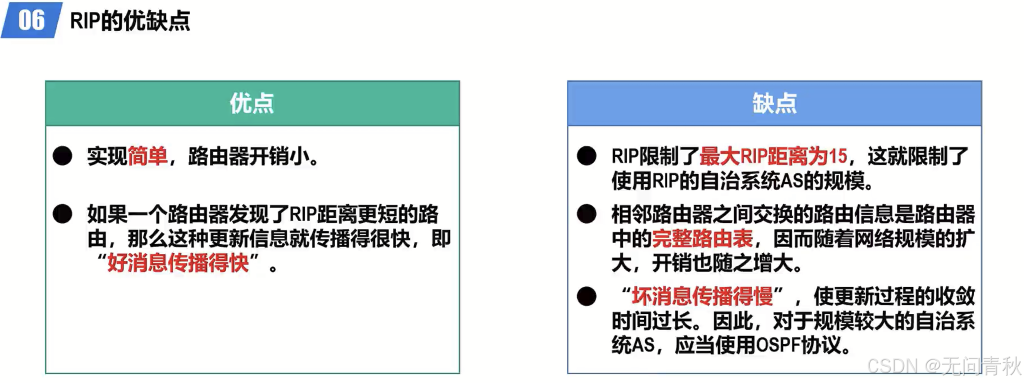 06 RIP的优缺点
优点
● 实现简单，路由器开销小。
● 如果一个路由器发现了RIP距离更短的路
由，那么这种更新信息就传播得很快，即
“好消息传播得快”。
缺点
● RIP限制了最大RIP距离为15，这就限制了
使用RIP的自治系统AS的规模。
● 相邻路由器之间交换的路由信息是路由器
中的完整路由表，因而随着网络规模的扩
大，开销也随之增大。
● “坏消息传播得慢”，使更新过程的收敛
时间过长。因此，对于规模较大的自治系
统AS，应当使用OSPF协议。
CSDN @无问青秋